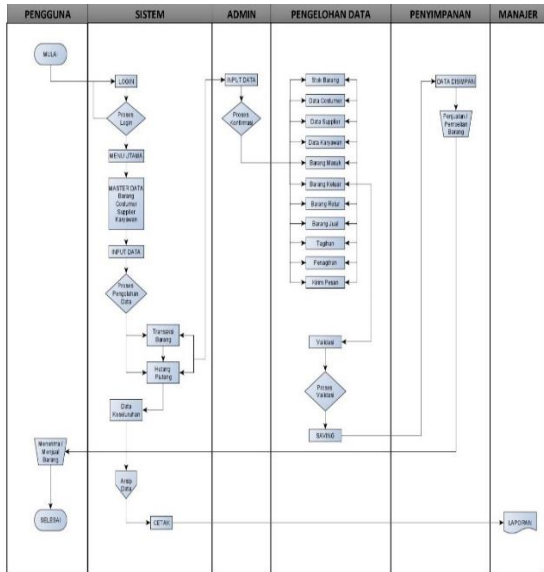 PENGGUNA
SISTEM
ADMIN
PENGELOHAN DATA
PENYIMPANAN
MANAJER
MULAI
LOGIN
Proses
Login
MENU UTAMA
MASTER DATA
Barang
Costumer
Supplier
Karyawan
INPUT DATA
Proses
Pengolahan
Data
Transaksi
Barang
Hutang
Piutang
Data
Keseluruhan
Arsip
Data
CETAK
INPUT DATA
Proses
Konfirmasi
Stok Barang
Data Costumer
Data Supplier
Data Karyawan
Barang Masuk
Barang Keluar
Barang Retur
Barang Jual
Tagihan
Penagihan
Kirim Pesan
Validasi
Proses
Validasi
SAVING
DATA DISIMPAN
Penjualan /
Pembelian
Barang
Menerima /
Menjual
Barang
SELESAI
LAPORAN